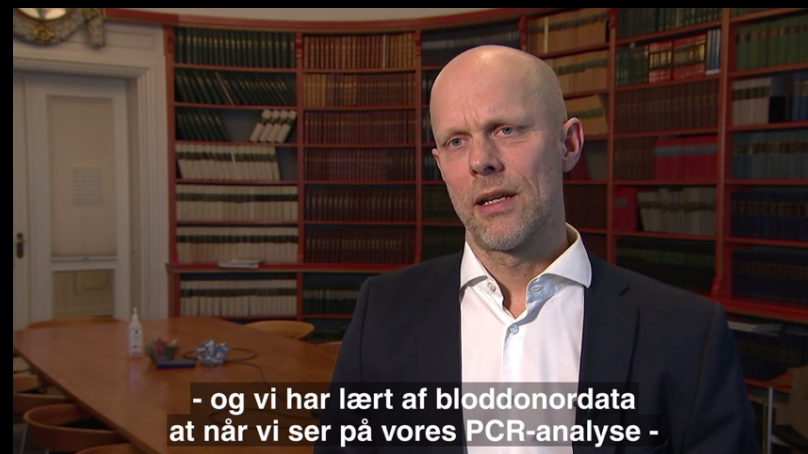 - og vi har lært af bloddonordata
at når vi ser på vores PCR-analyse -